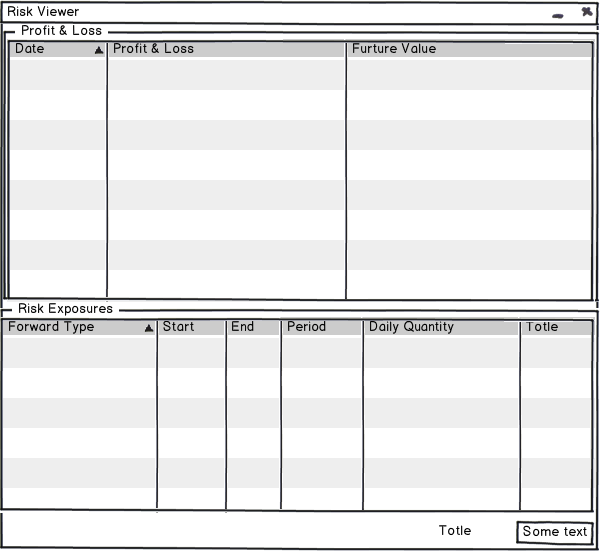 Risk Viewer
Profit & Loss
Date Profit & Loss Furture Value
Risk Exposures
Forward Type Start End Period Daily Quantity Totle
Totle Some text